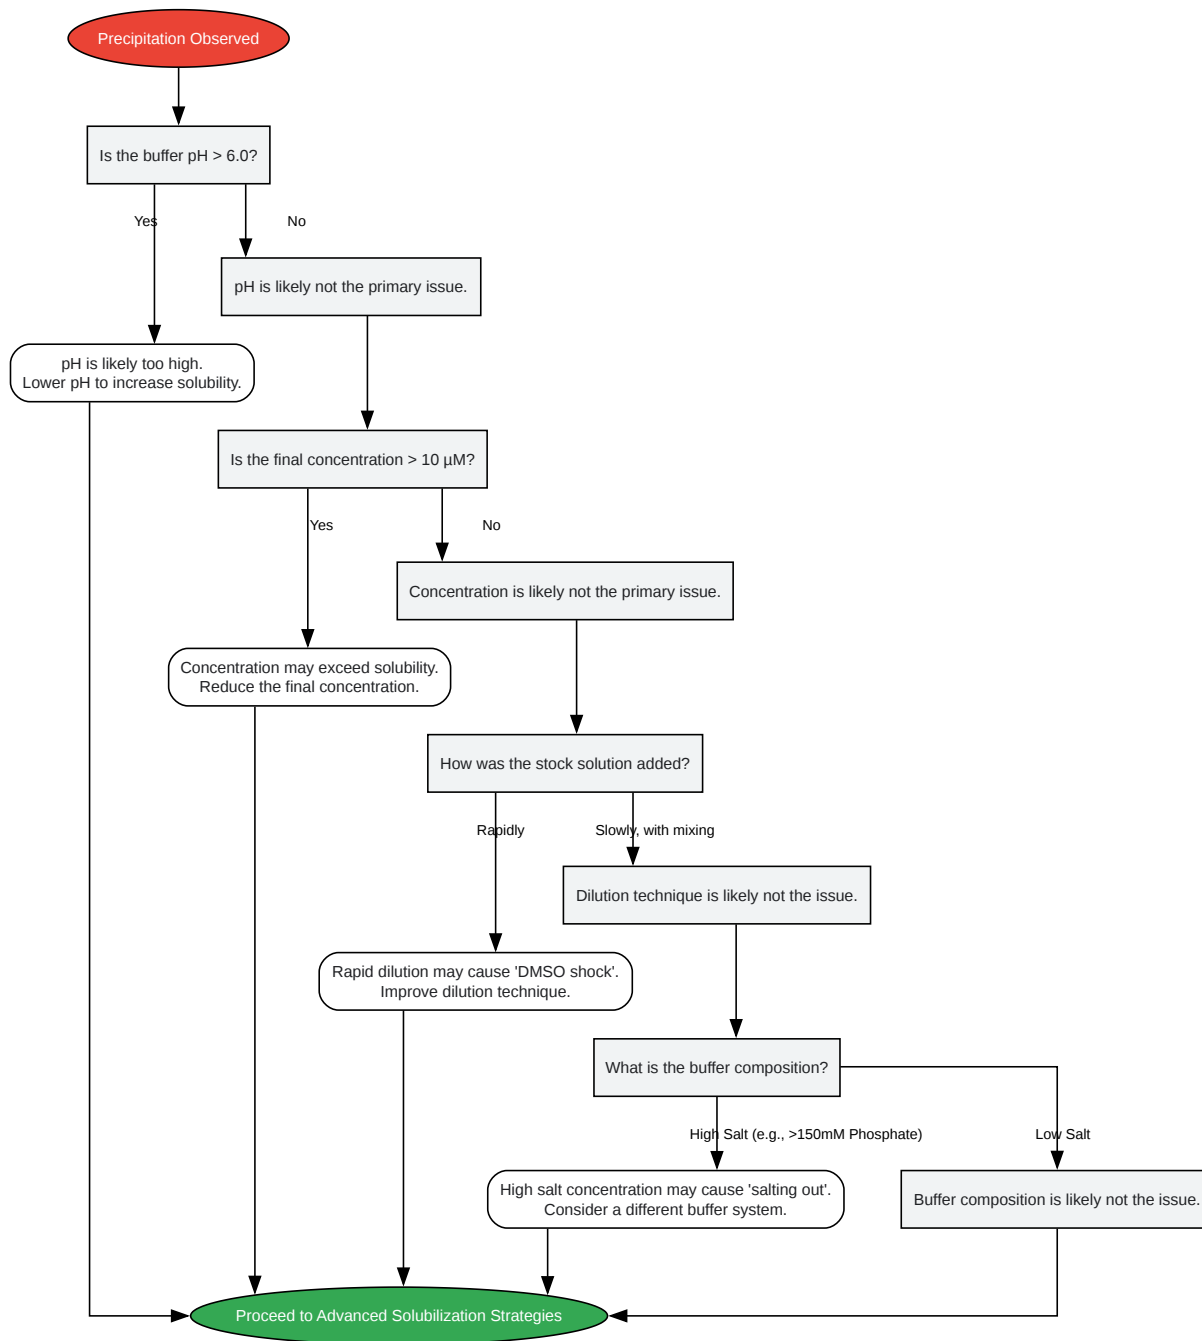 Precipitation Observed
Is the buffer pH > 6.0?
Yes
No
pH is likely not the primary issue.
pH is likely too high.
Lower pH to increase solubility.
Is the final concentration > 10 µM?
Yes
No
Concentration is likely not the primary issue.
Concentration may exceed solubility.
Reduce the final concentration.
How was the stock solution added?
Rapidly
Slowly, with mixing
Dilution technique is likely not the issue.
Rapid dilution may cause 'DMSO shock'.
Improve dilution technique.
What is the buffer composition?
High Salt (e.g., >150mM Phosphate)
Low Salt
High salt concentration may cause 'salting out'.
Consider a different buffer system.
Buffer composition is likely not the issue.
Proceed to Advanced Solubilization Strategies